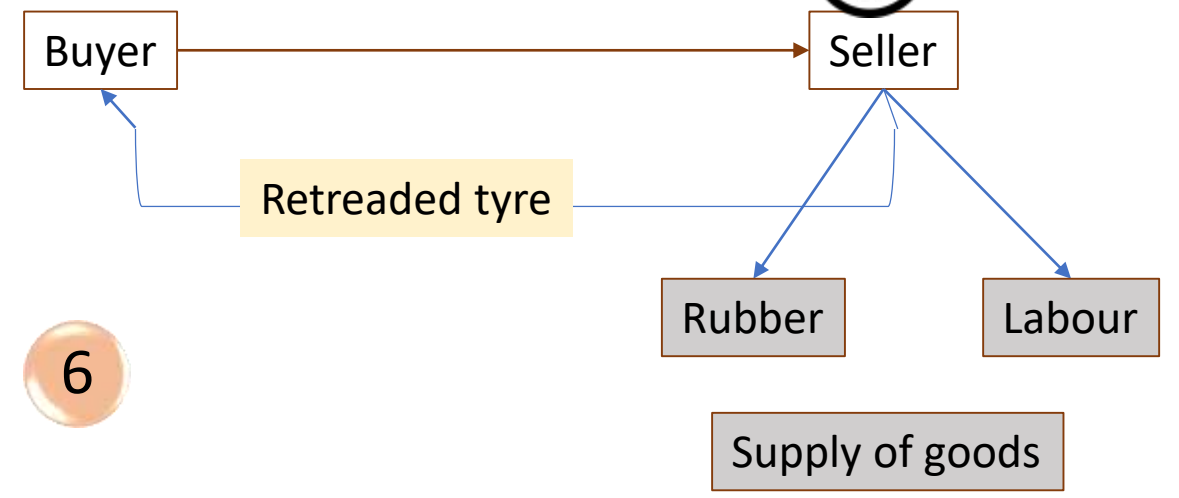 Buyer
Seller
Retreaded tyre
Rubber
Labour
6
Supply of goods